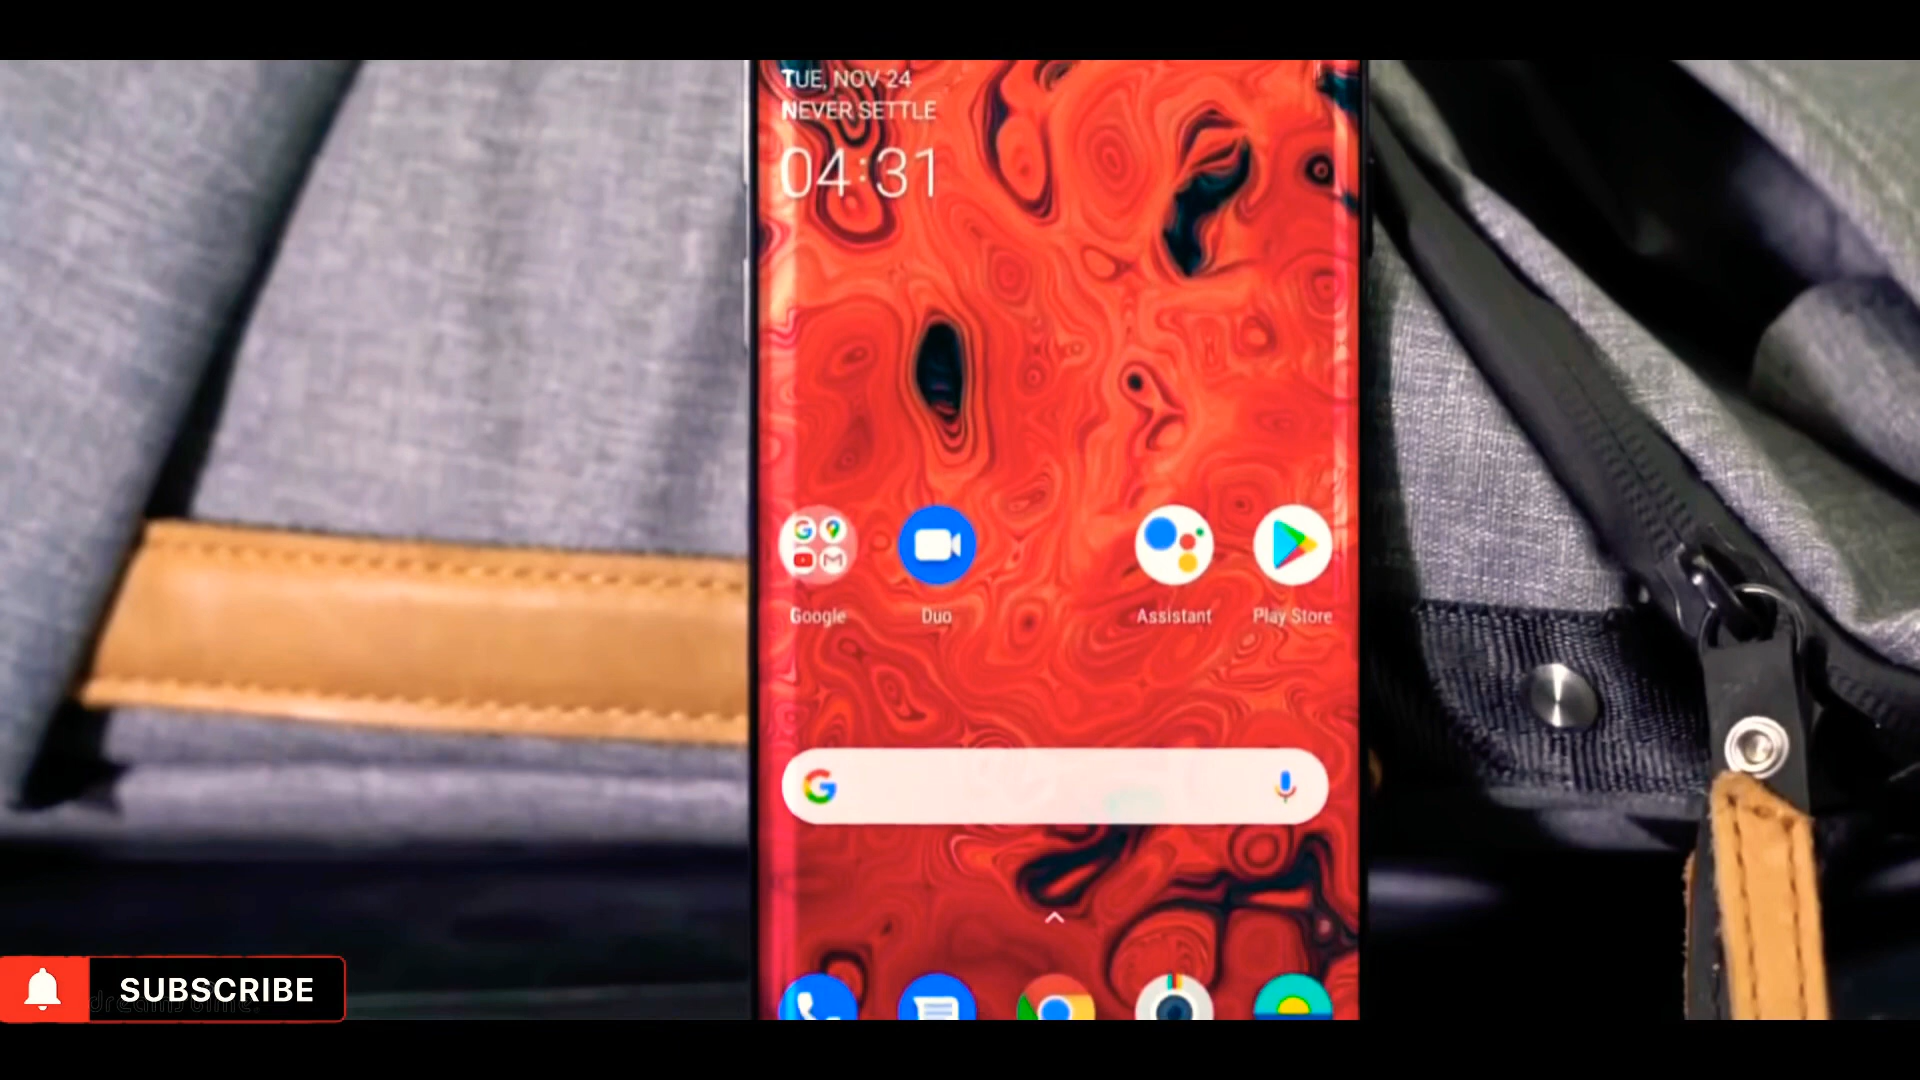 TUE, NOV 24
NEVER SETTLE
04:31
Google
Duo
Assistant
Play Store
SUBSCRIBE